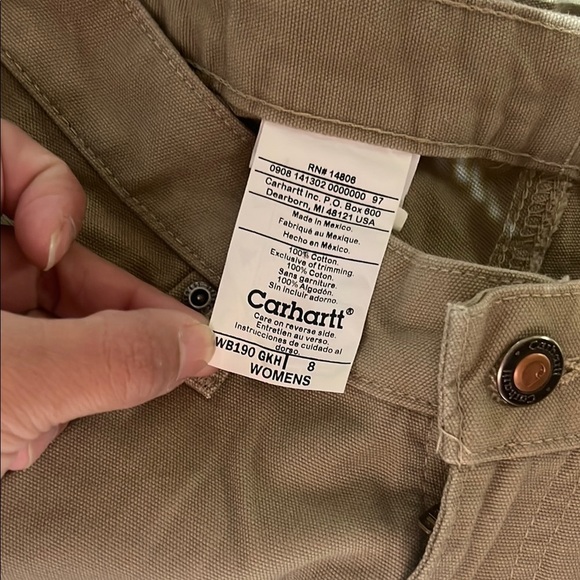 RN# 14806
0908 141302 0000000 97
Carhartt Inc. P.O. Box 600
Dearborn, MI 48121 USA
Made in Mexico.
Fabriqué au Mexique.
Hecho en México.
100% Cotton.
Exclusive of trimming.
100% Coton.
Sans garniture.
100% Algodón.
Sin incluir adorno.
Carhartt®
Care on reverse side.
Entretien au verso.
Instrucciones de cuidado al
dorso.
WB190 GKH 8
WOMENS
Carhartt
Carhartt